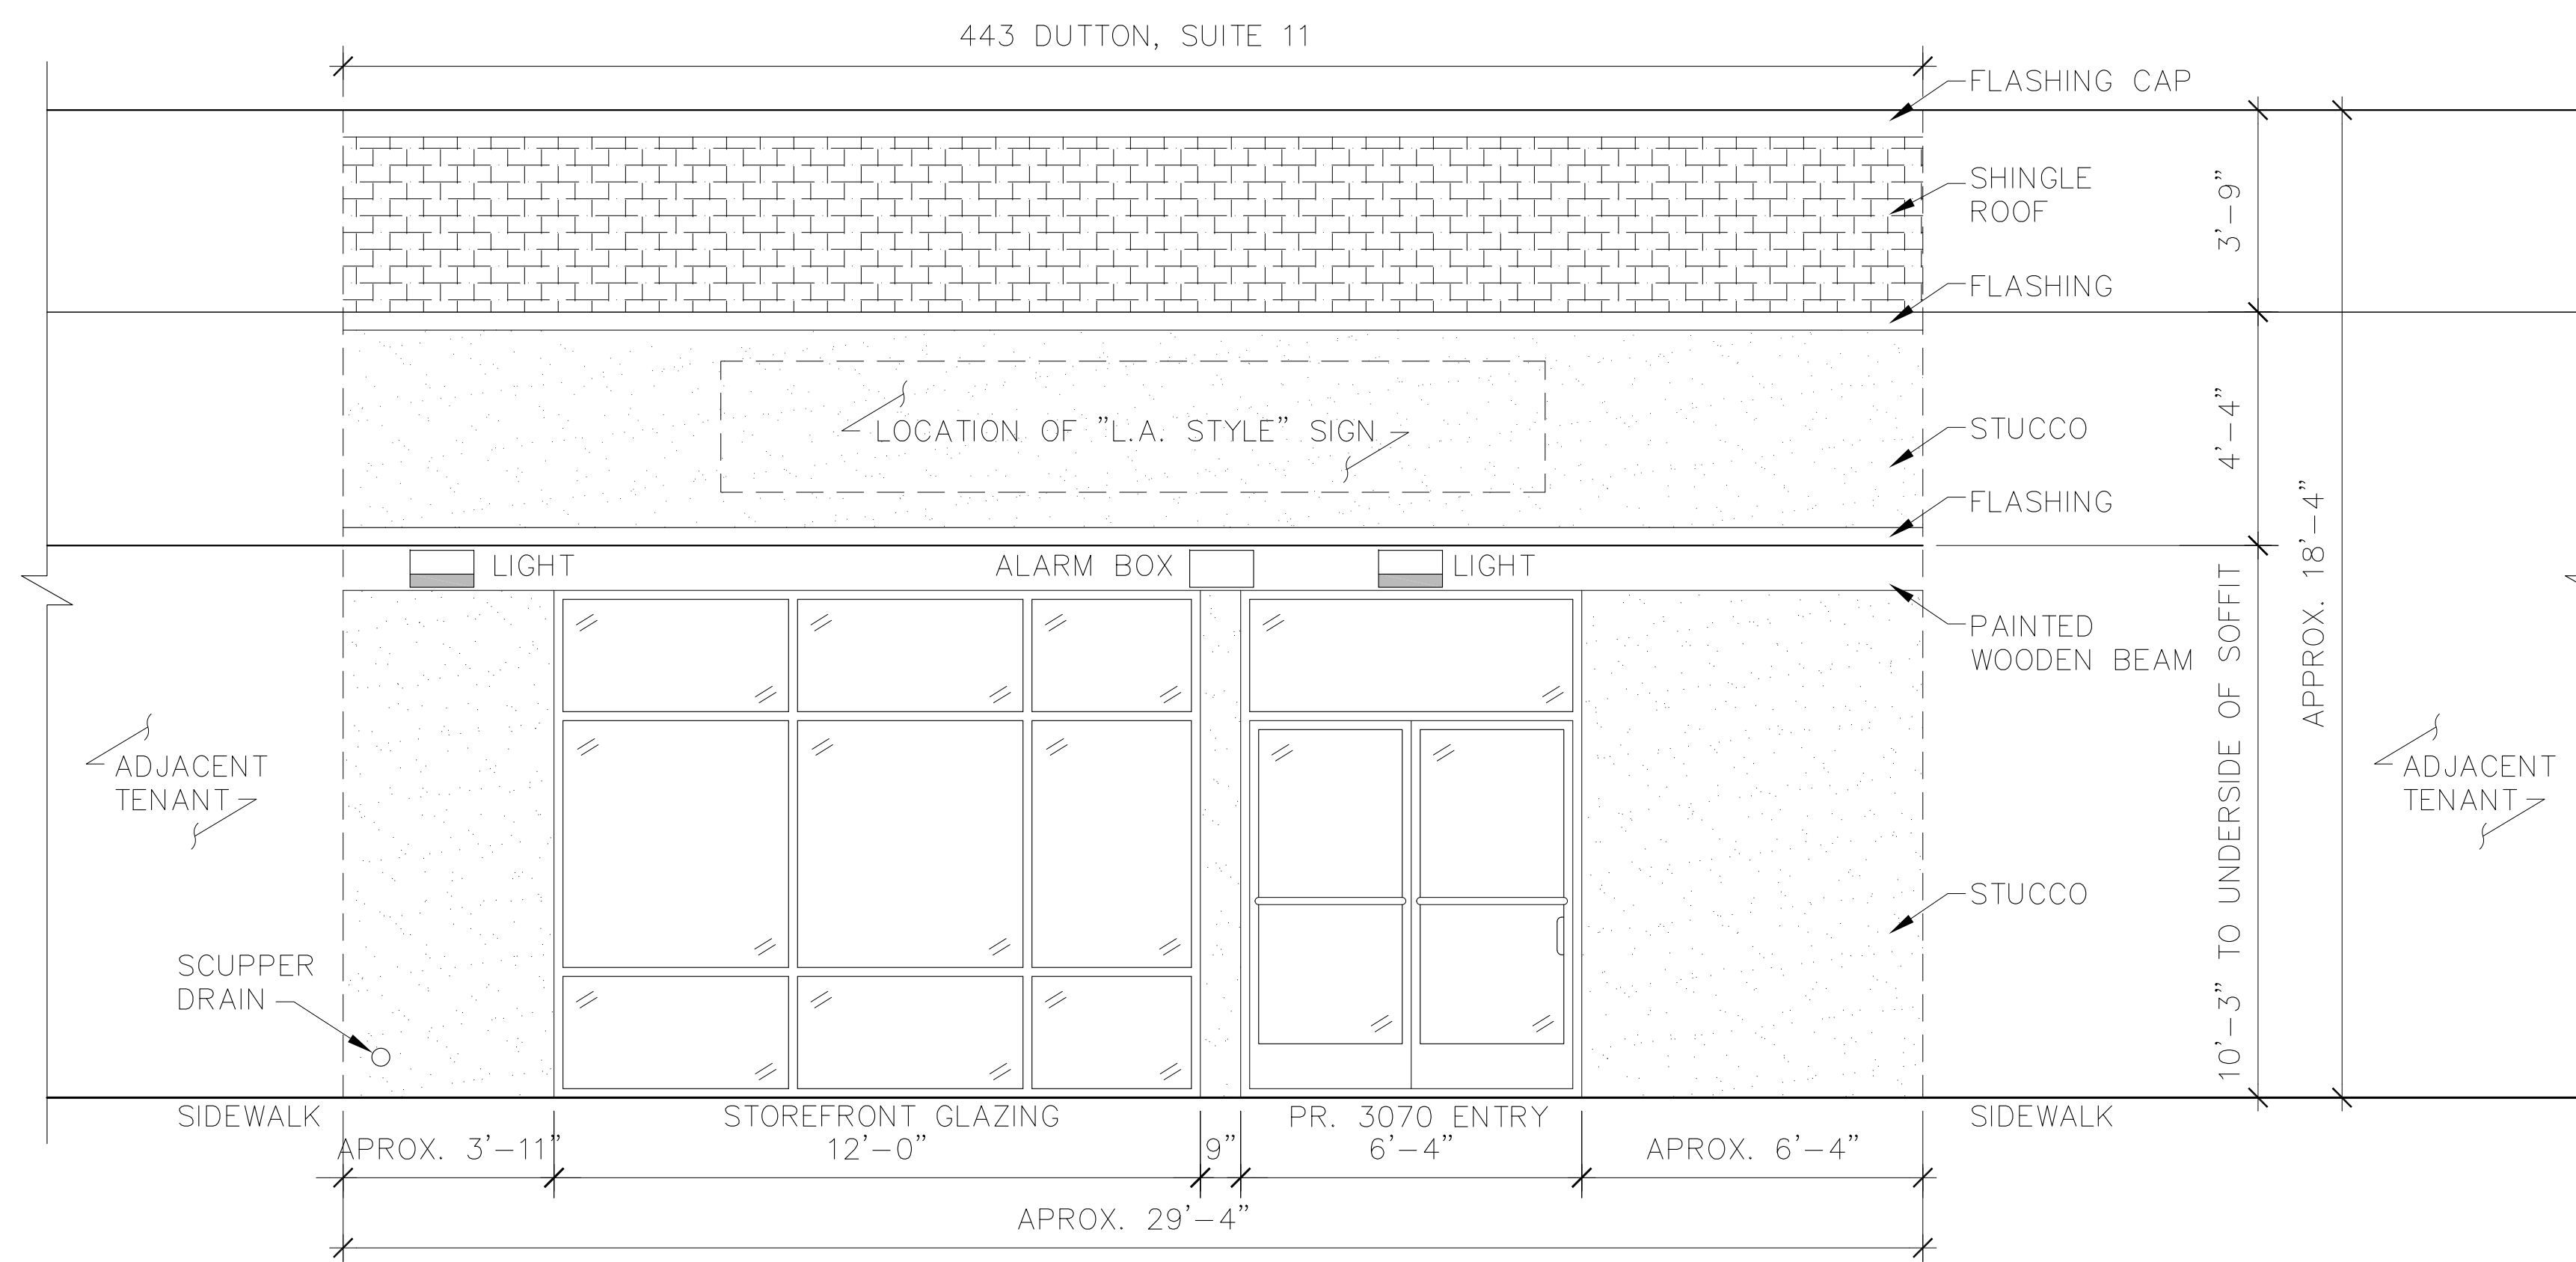 443 DUTTON, SUITE 11
FLASHING CAP
SHINGLE
ROOF
3'-9"
FLASHING
LOCATION OF "L.A. STYLE" SIGN
STUCCO
4'-4"
FLASHING
APPROX. 18'-4"
LIGHT
ALARM BOX
LIGHT
PAINTED
WOODEN BEAM
10'-3" TO UNDERSIDE OF SOFFIT
ADJACENT
TENANT
ADJACENT
TENANT
STUCCO
SCUPPER
DRAIN
SIDEWALK
STOREFRONT GLAZING
PR. 3070 ENTRY
SIDEWALK
APROX. 3'-11"
12'-0"
9"
6'-4"
APROX. 6'-4"
APROX. 29'-4"